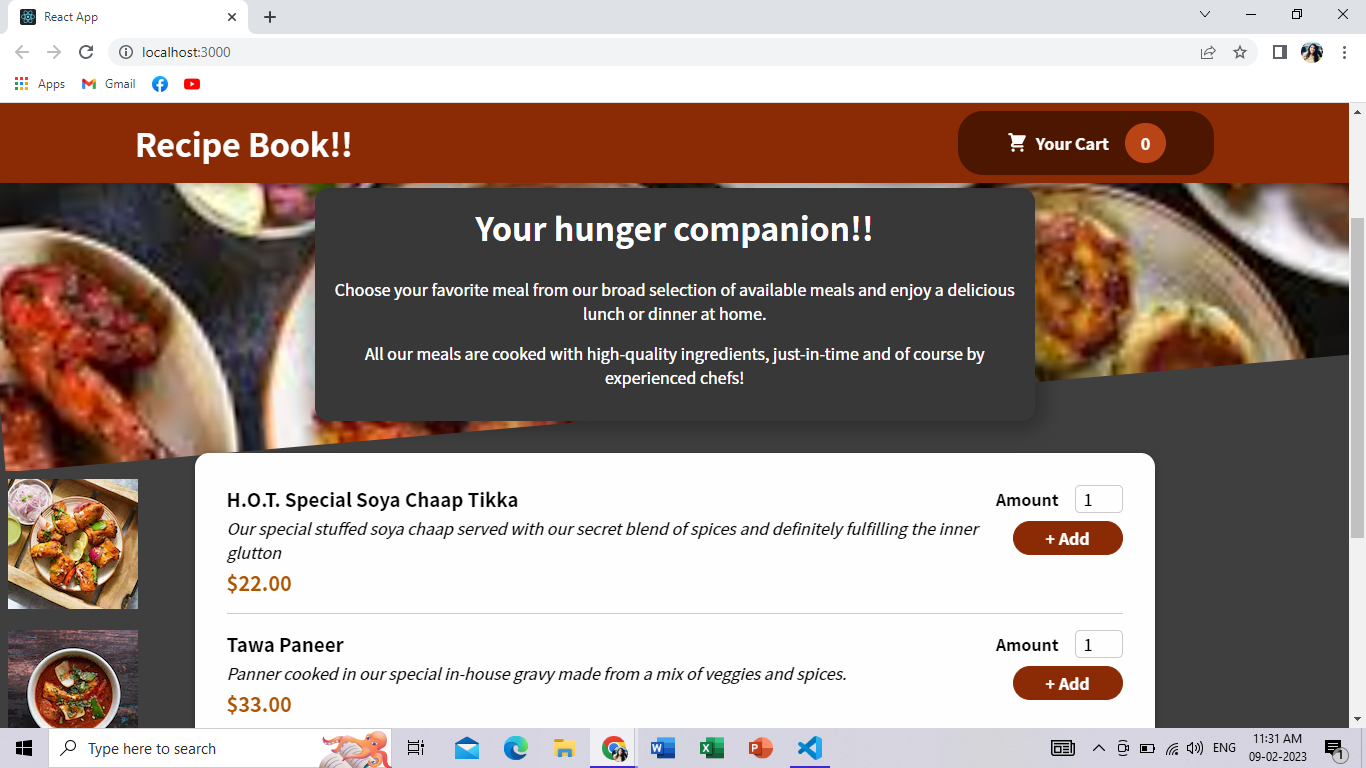 React App
localhost:3000
Apps
Gmail
Recipe Book!!
Your Cart 0
Your hunger companion!!
Choose your favorite meal from our broad selection of available meals and enjoy a delicious
lunch or dinner at home.
All our meals are cooked with high-quality ingredients, just-in-time and of course by
experienced chefs!
H.O.T. Special Soya Chaap Tikka
Amount 1
Our special stuffed soya chaap served with our secret blend of spices and definitely fulfilling the inner
glutton
+ Add
$22.00
Tawa Paneer
Amount 1
Panner cooked in our special in-house gravy made from a mix of veggies and spices.
+ Add
$33.00
Type here to search
ENG
11:31 AM
09-02-2023
1